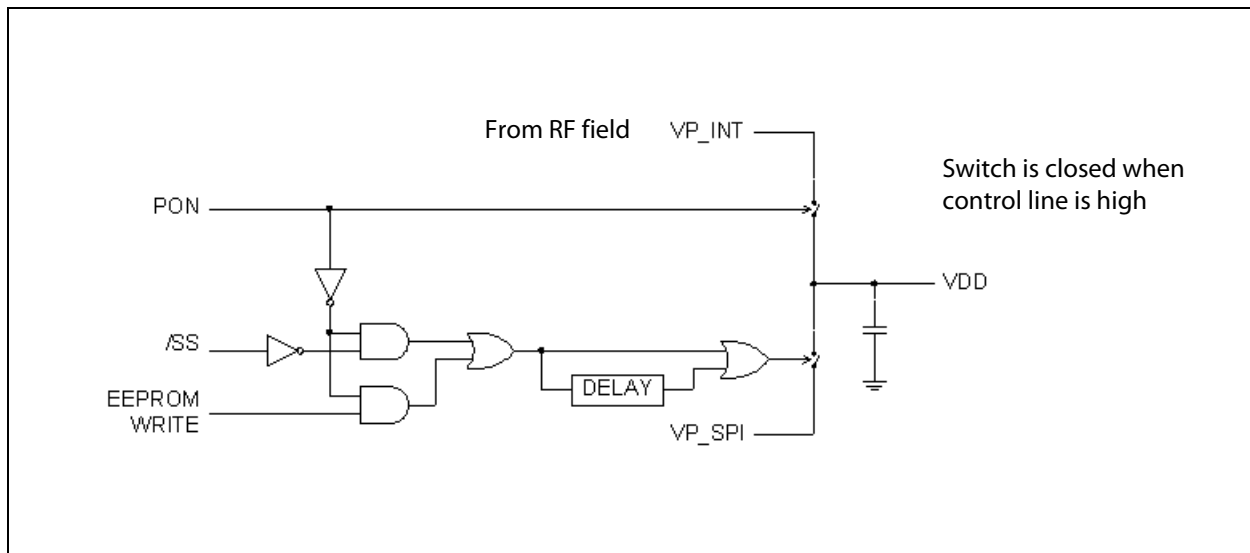 From RF field
VP_INT
Switch is closed when
control line is high
PON
VDD
/SS
DELAY
EEPROM
WRITE
VP_SPI